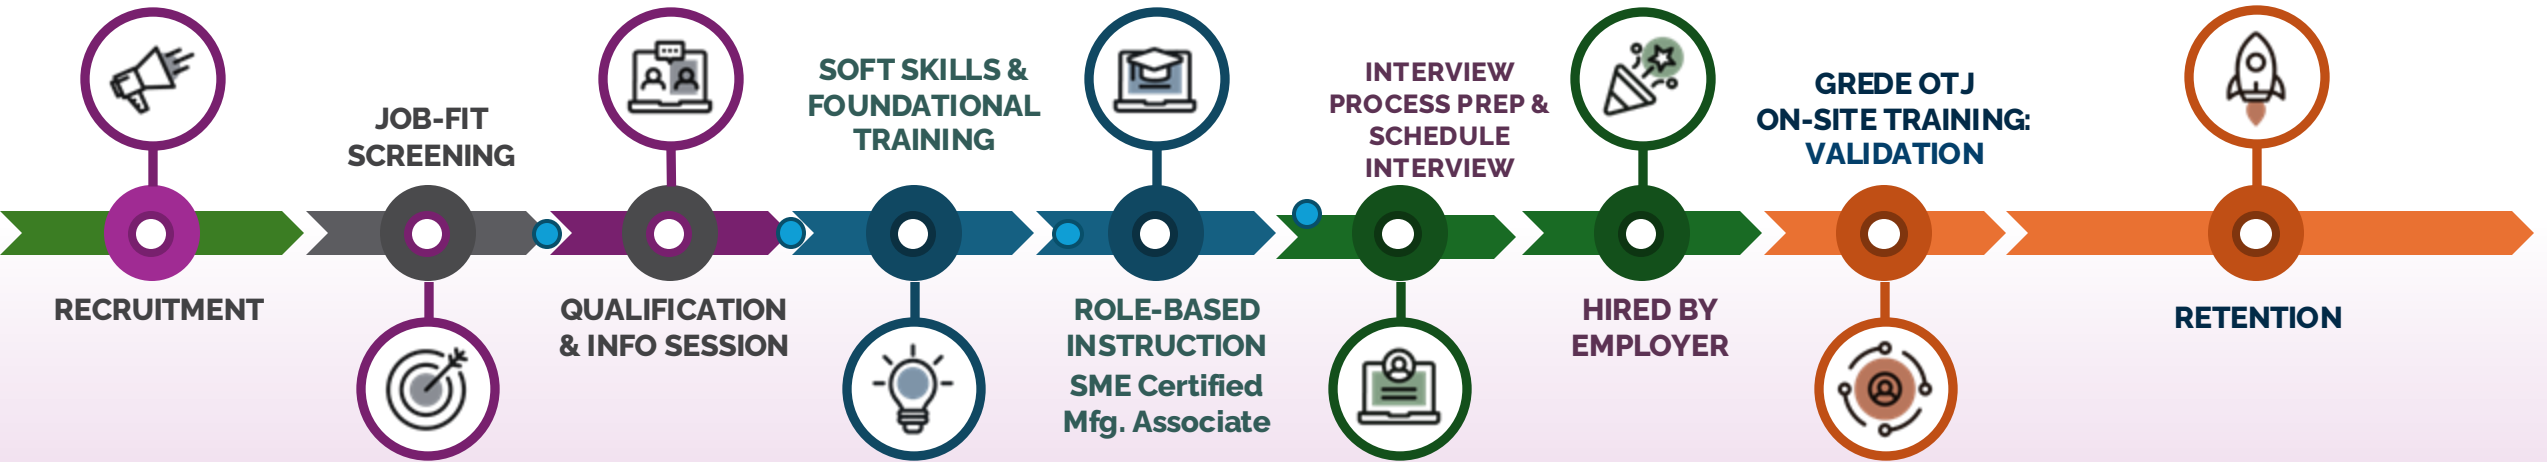 RECRUITMENT
JOB-FIT
SCREENING
QUALIFICATION
& INFO SESSION
SOFT SKILLS &
FOUNDATIONAL
TRAINING
ROLE-BASED
INSTRUCTION
SME Certified
Mfg. Associate
INTERVIEW
PROCESS PREP &
SCHEDULE
INTERVIEW
HIRED BY
EMPLOYER
GREDE OTJ
ON-SITE TRAINING:
VALIDATION
RETENTION